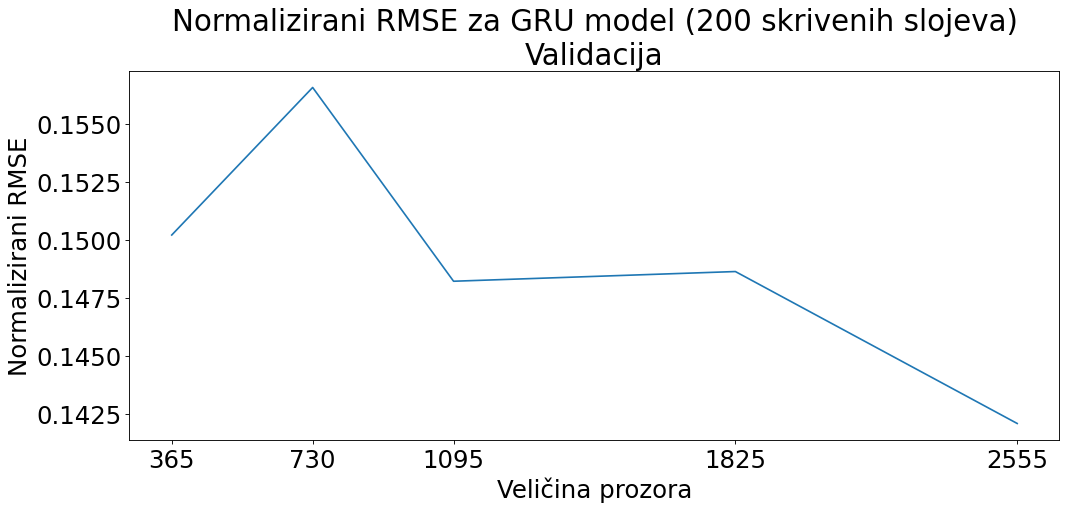 Normalizirani RMSE za GRU model (200 skrivenih slojeva)
Validacija
Normalizirani RMSE
0.1550
0.1525
0.1500
0.1475
0.1450
0.1425
365 730 1095 1825 2555
Veličina prozora